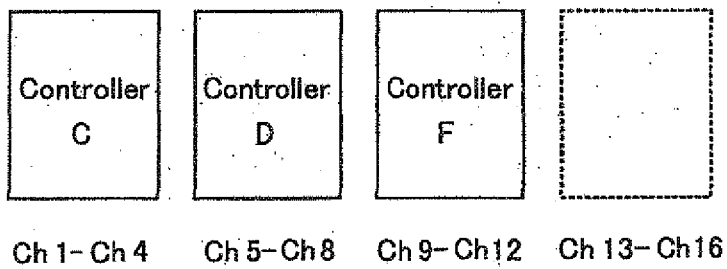 Controller
C
Controller
D
Controller
F
Ch 1-Ch 4
Ch 5-Ch 8
Ch 9-Ch 12
Ch 13-Ch 16